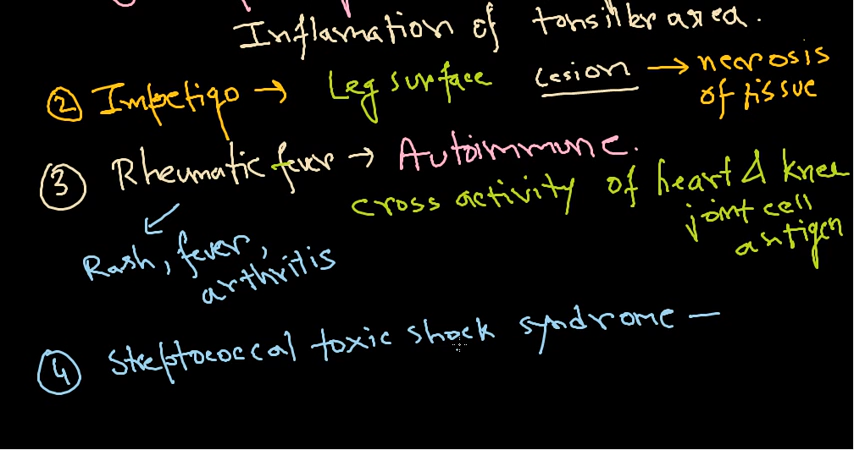 Inflamation of tonsiller area.
② Impetigo → Leg surface Lesion → necrosis
of tissue
③ Rheumatic fever → Autoimmune.
cross activity of heart & knee
joint cell
antigen
Rash, fever,
arthritis
④ Streptococcal toxic shock syndrome —